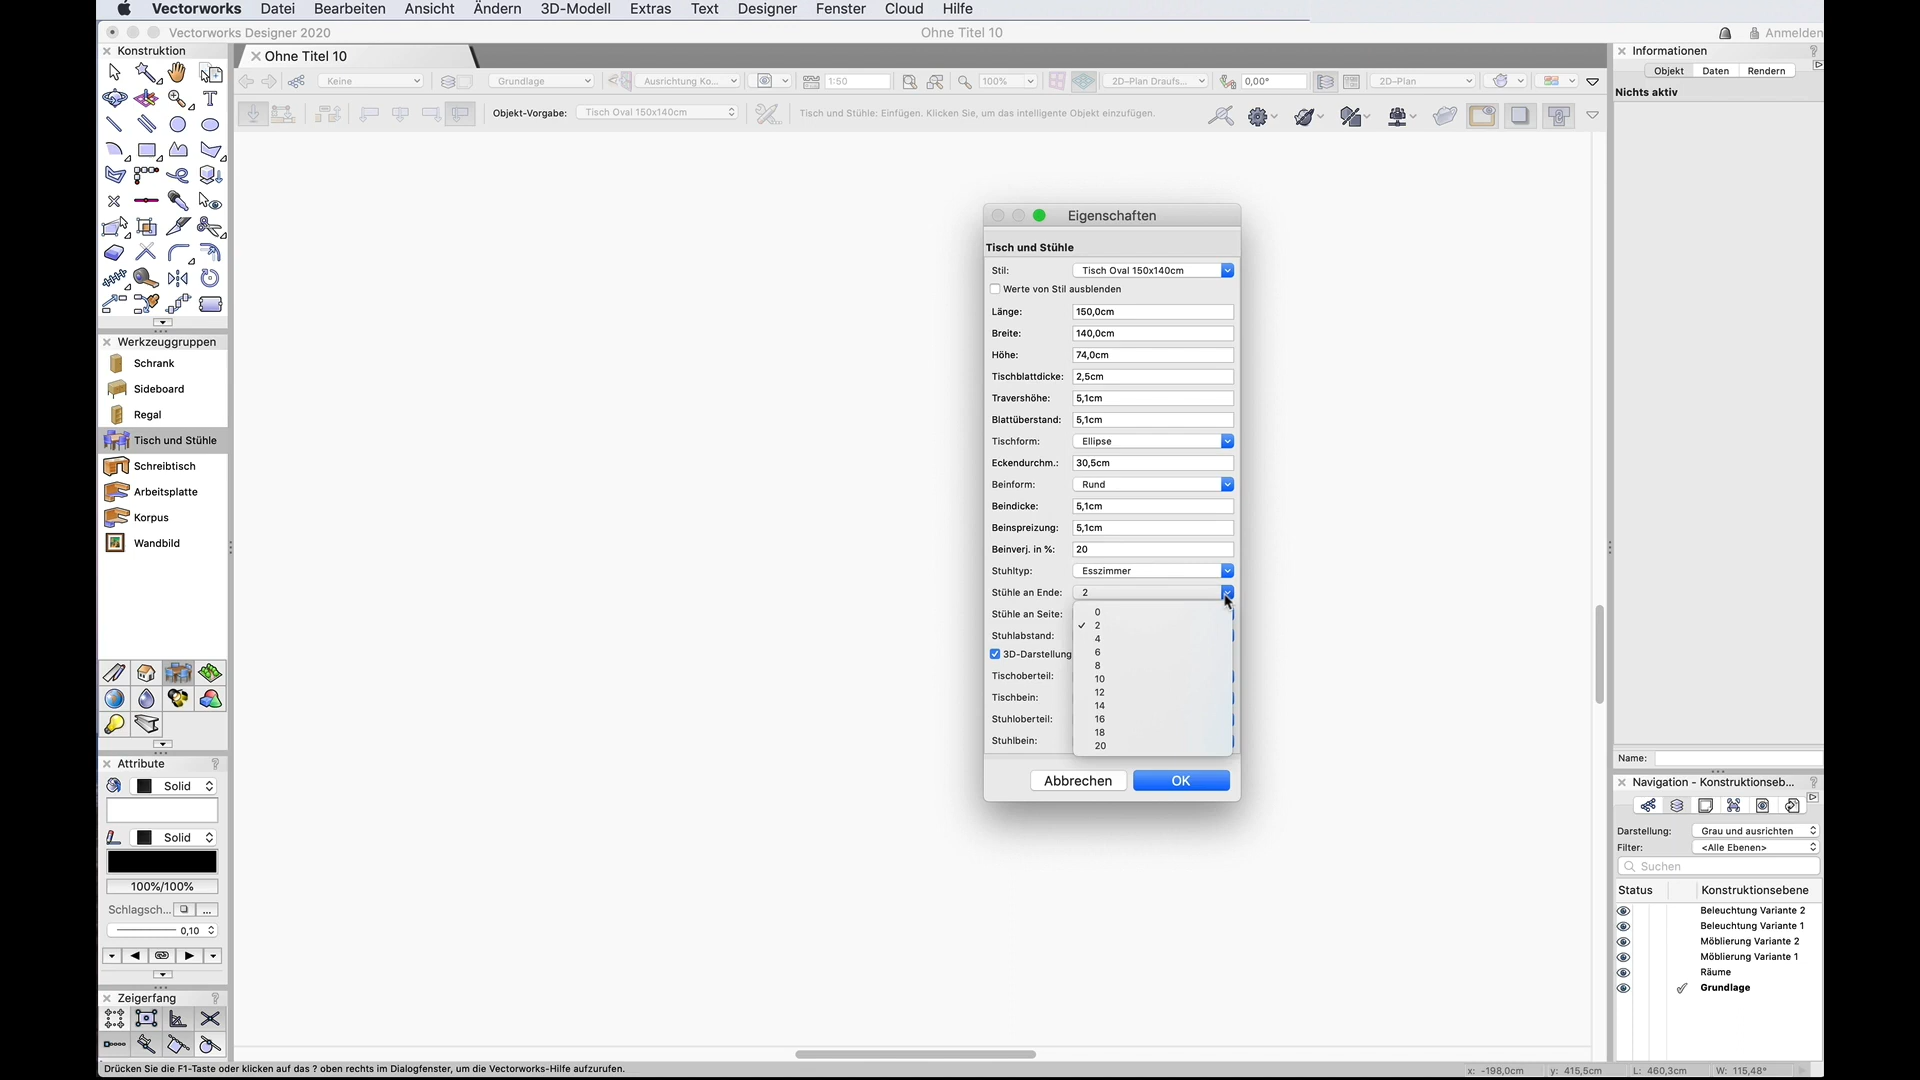 Vectorworks Datei Bearbeiten Ansicht Ändern 3D-Modell Extras Text Designer Fenster Cloud Hilfe
Vectorworks Designer 2020
Ohne Titel 10
Anmelden
Konstruktion
Ohne Titel 10
Informationen
?
Keine
Grundlage
Ausrichtung Ko...
1:50
100%
2D-Plan Draufs...
0,00°
2D-Plan
Objekt Daten Rendern
Nichts aktiv
Objekt-Vorgabe:
Tisch Oval 150x140cm
Tisch und Stühle: Einfügen. Klicken Sie, um das intelligente Objekt einzufügen.
Eigenschaften
Tisch und Stühle
Stil: Tisch Oval 150x140cm
Werte von Stil ausblenden
Länge: 150,0cm
Breite: 140,0cm
Höhe: 74,0cm
Tischblattdicke: 2,5cm
Travershöhe: 5,1cm
Blattüberstand: 5,1cm
Tischform: Ellipse
Eckendurchm.: 30,5cm
Beinform: Rund
Beindicke: 5,1cm
Beinspreizung: 5,1cm
Beinverj. in %: 20
Stuhltyp: Esszimmer
Stühle an Ende: 2
Stühle an Seite:
Stuhlabstand:
3D-Darstellung
Tischoberteil:
Tischbein:
Stuhloberteil:
Stuhlbein:
0
2
4
6
8
10
12
14
16
18
20
Abbrechen OK
Werkzeuggruppen
Schrank
Sideboard
Regal
Tisch und Stühle
Schreibtisch
Arbeitsplatte
Korpus
Wandbild
Attribute ?
Solid
Solid
100%/100%
Schlagsch... ...
0,10
Zeigerfang ?
Name:
Navigation - Konstruktionseb... ?
Darstellung: Grau und ausrichten
Filter: <Alle Ebenen>
Suchen
Status Konstruktionsebene
Beleuchtung Variante 2
Beleuchtung Variante 1
Möblierung Variante 2
Möblierung Variante 1
Räume
Grundlage
Drücken Sie die F1-Taste oder klicken auf das ? oben rechts im Dialogfenster, um die Vectorworks-Hilfe aufzurufen.
x: -198,0cm y: 415,5cm L: 460,3cm W: 115,48°